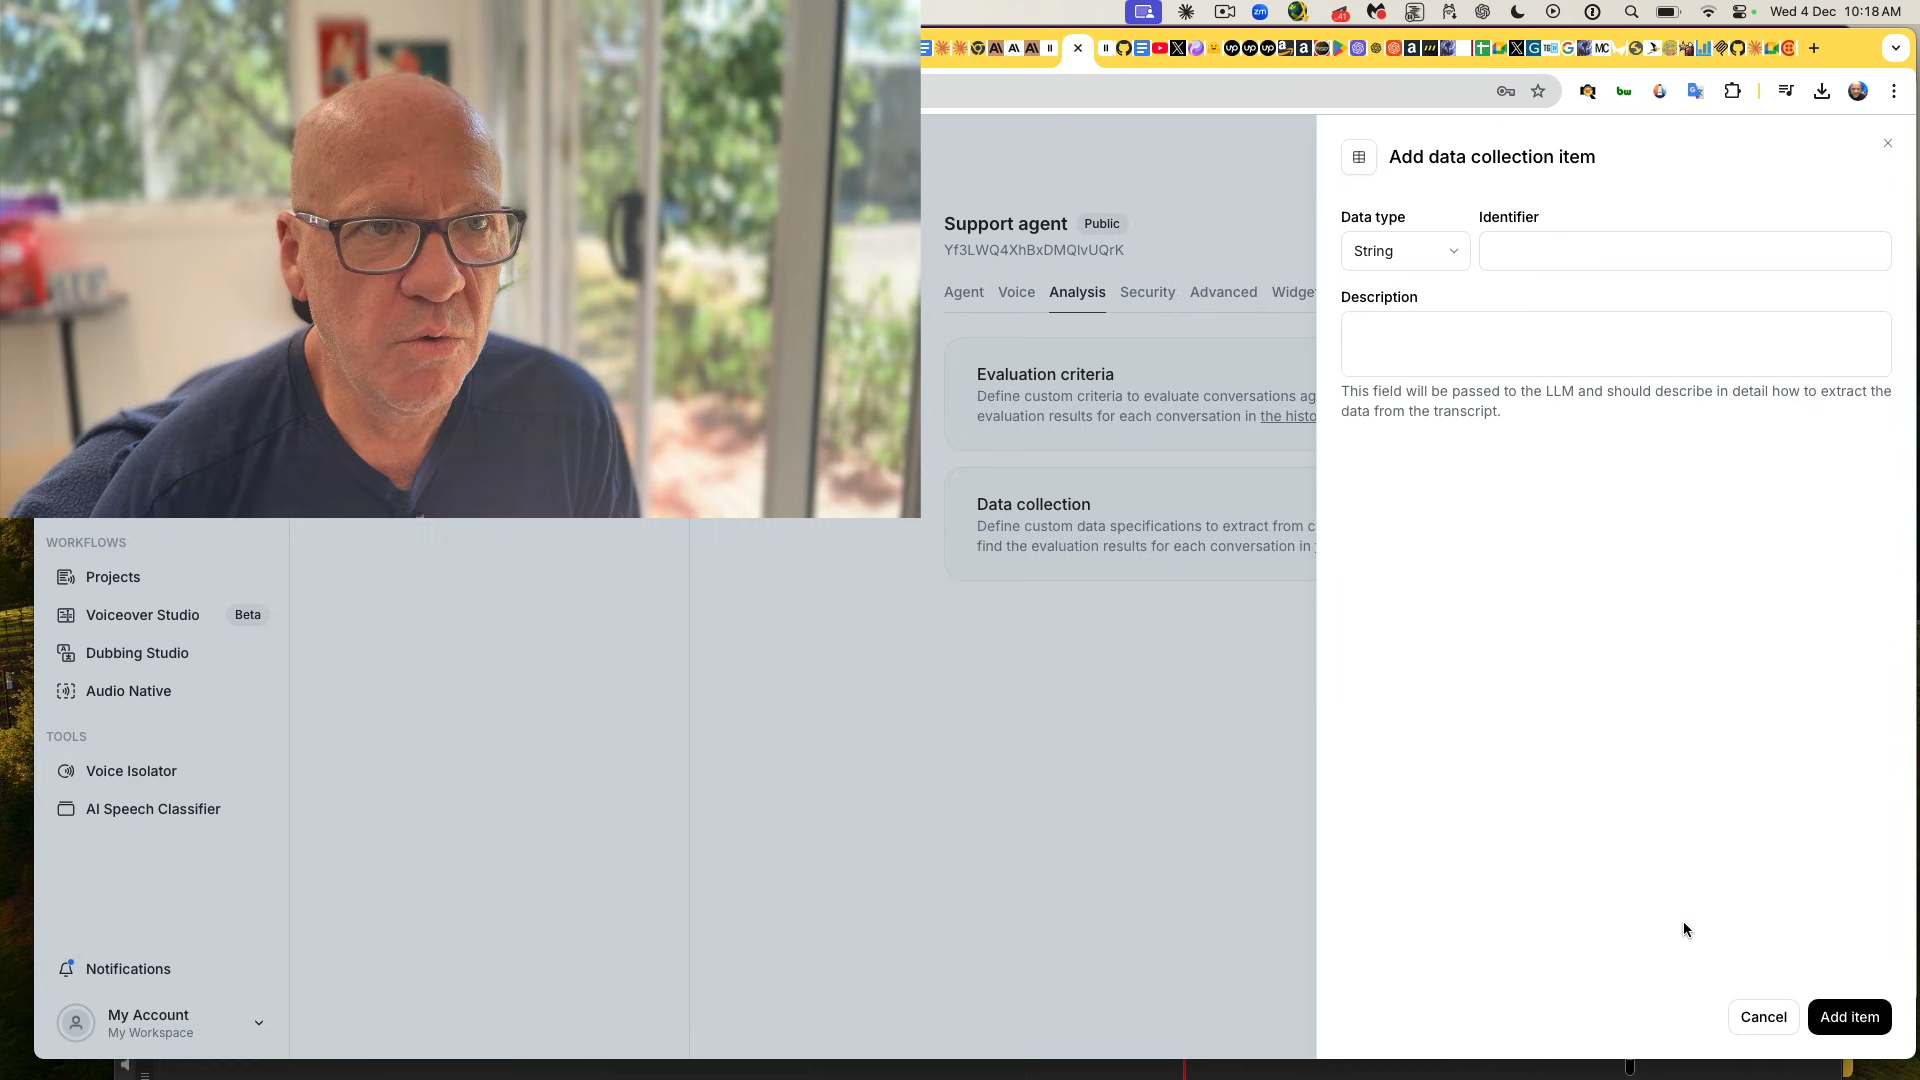 Wed 4 Dec 10:18 AM
Support agent Public
Yf3LWQ4XhBxDMQlvUQrK
Agent Voice Analysis Security Advanced Widge
Evaluation criteria
Define custom criteria to evaluate conversations ag
evaluation results for each conversation in the histo
Data collection
Define custom data specifications to extract from c
find the evaluation results for each conversation in
Add data collection item
Data type Identifier
String
Description
This field will be passed to the LLM and should describe in detail how to extract the
data from the transcript.
Cancel Add item
WORKFLOWS
Projects
Voiceover Studio Beta
Dubbing Studio
Audio Native
TOOLS
Voice Isolator
AI Speech Classifier
Notifications
My Account
My Workspace